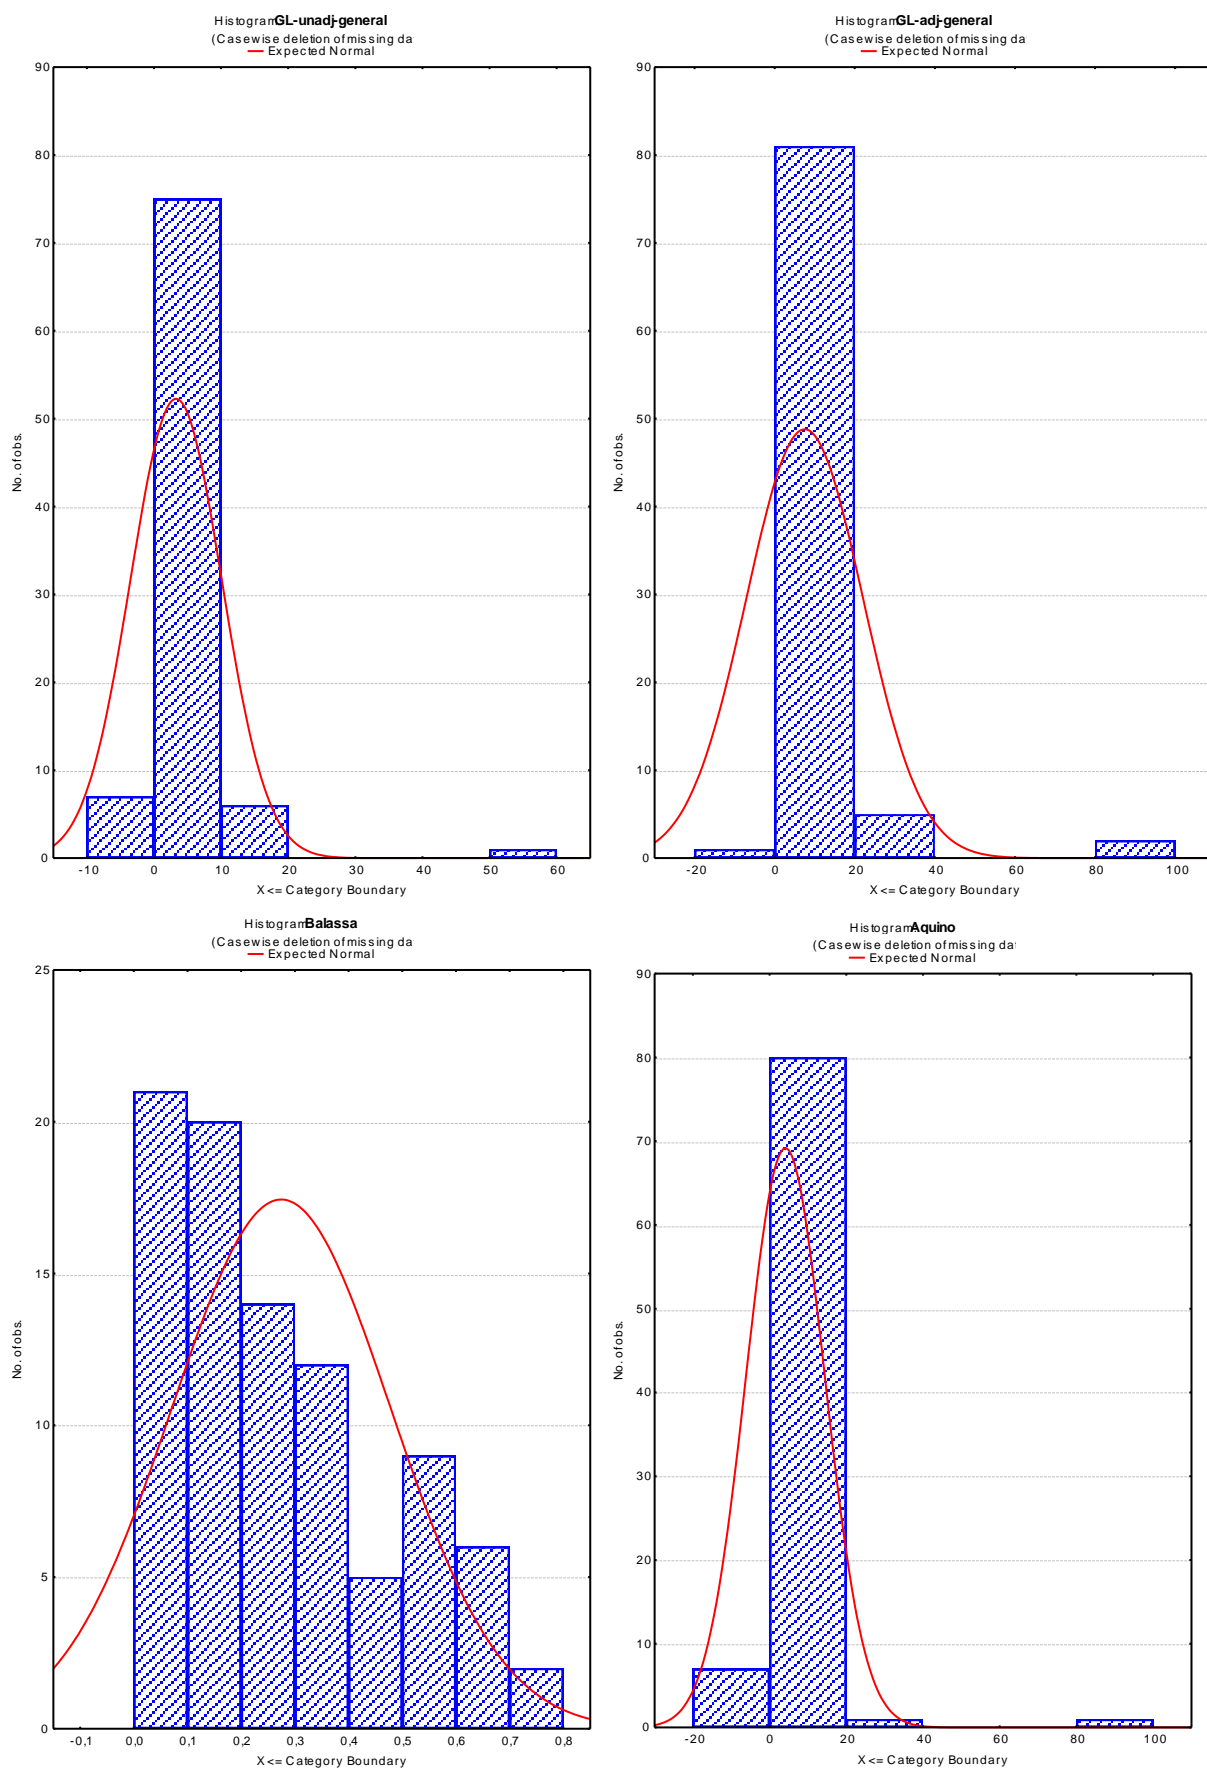 Histogram: GL-unadj-general
(Casewise deletion of missing da
Expected Normal
90
80
70
60
50
40
30
20
10
0
No. of obs.
-10 0 10 20 30 40 50 60
X <= Category Boundary
Histogram: GL-adj-general
(Casewise deletion of missing da
Expected Normal
90
80
70
60
50
40
30
20
10
0
No. of obs.
-20 0 20 40 60 80 100
X <= Category Boundary
Histogram: Balassa
(Casewise deletion of missing da
Expected Normal
25
20
15
10
5
0
No. of obs.
-0,1 0,0 0,1 0,2 0,3 0,4 0,5 0,6 0,7 0,8
X <= Category Boundary
Histogram: Aquino
(Casewise deletion of missing da
Expected Normal
90
80
70
60
50
40
30
20
10
0
No. of obs.
-20 0 20 40 60 80 100
X <= Category Boundary